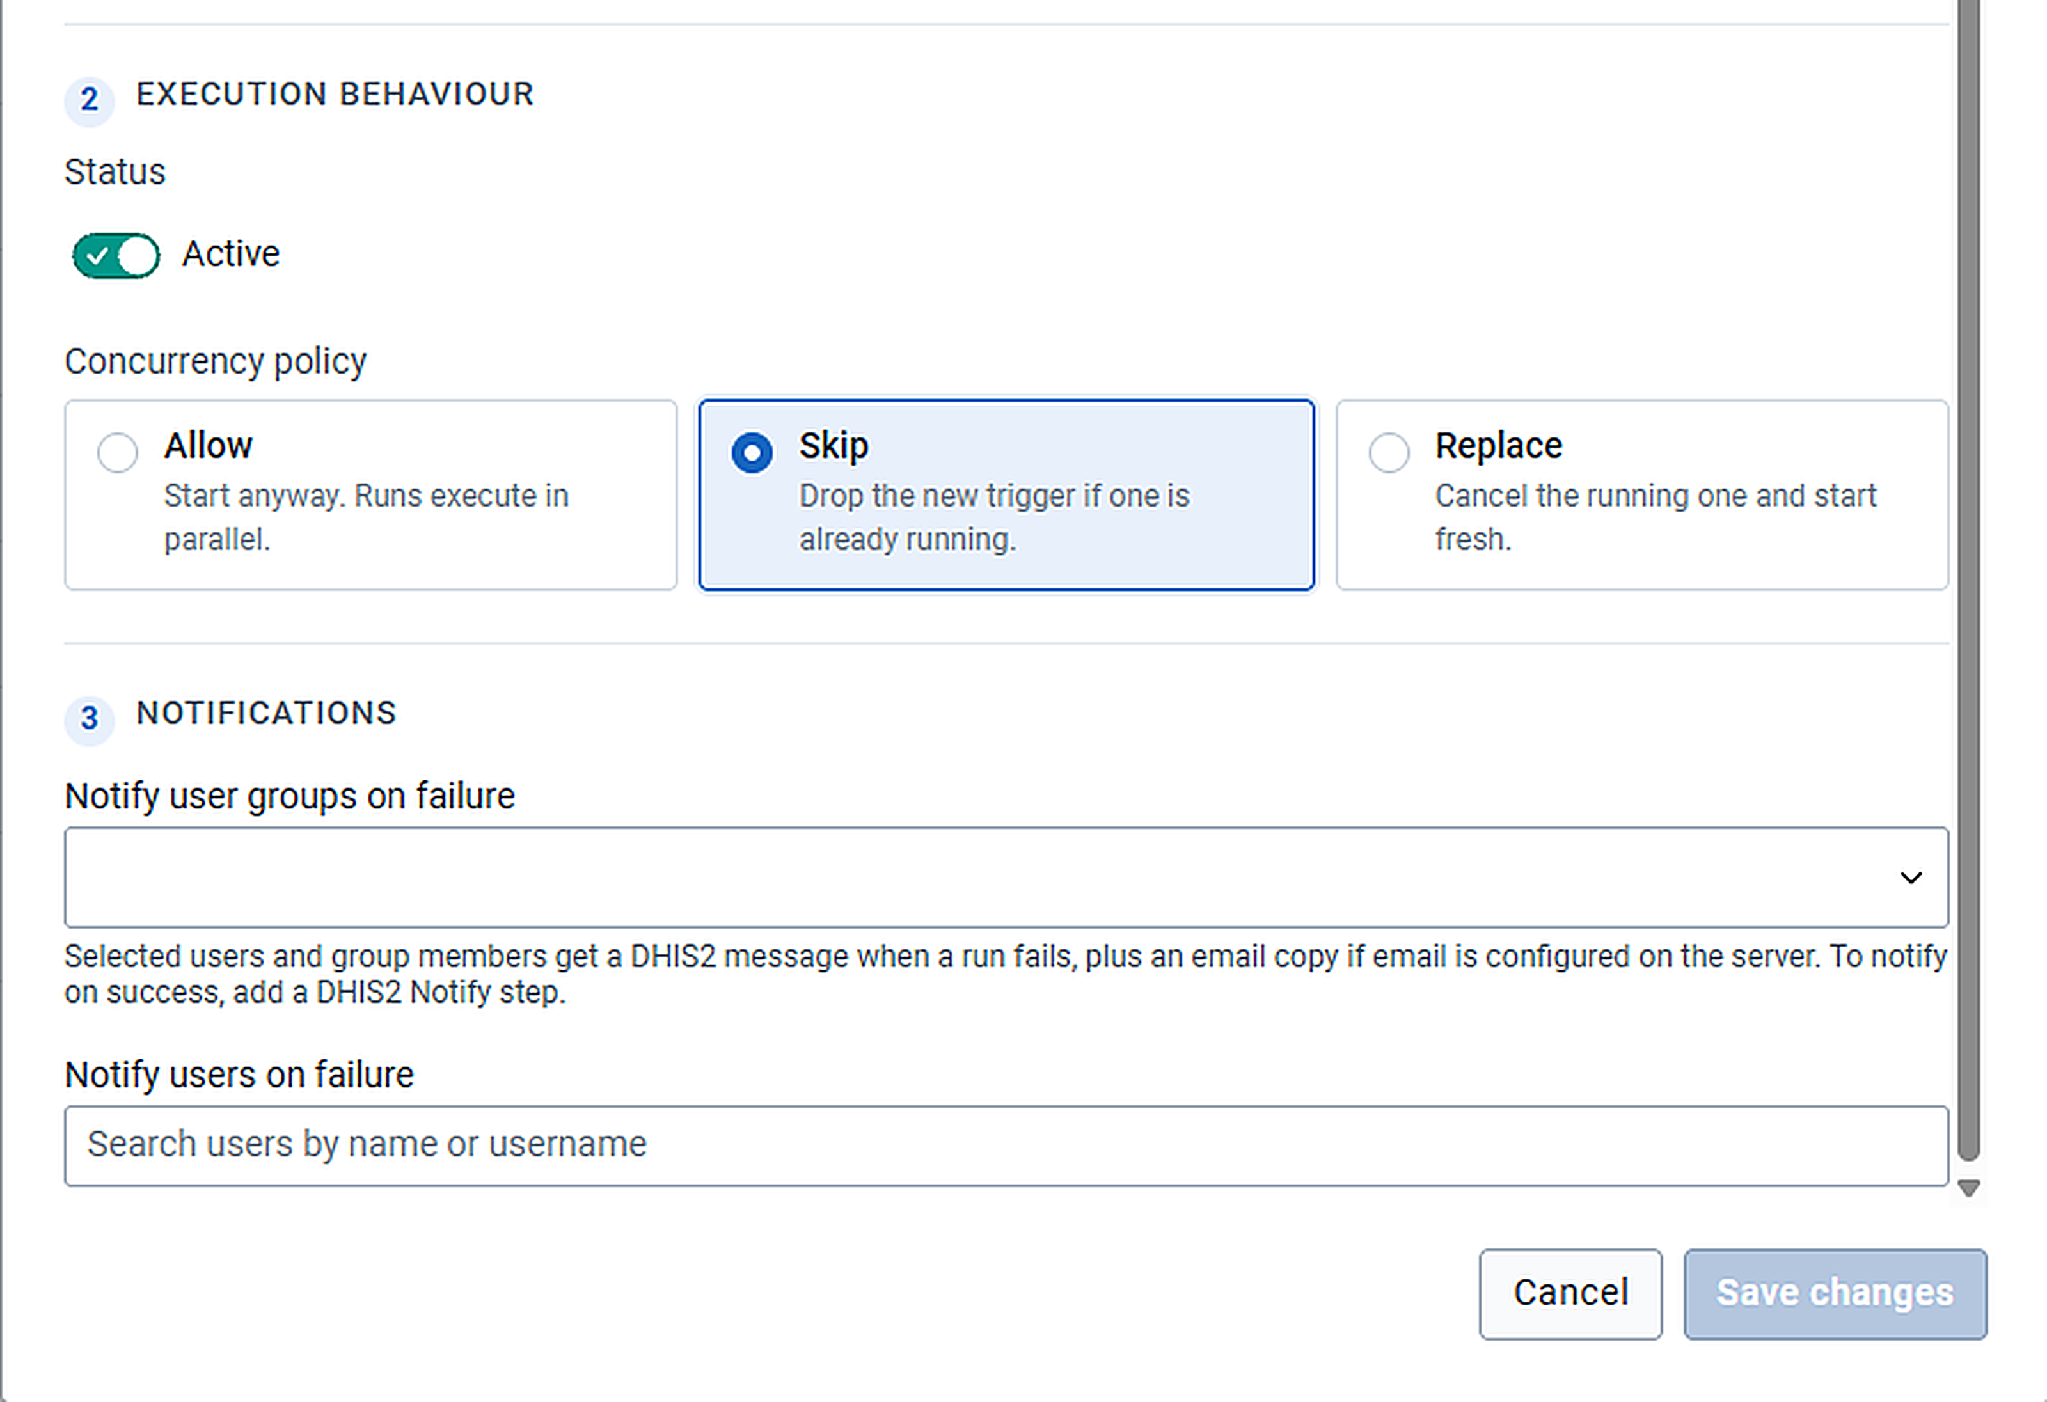 2 EXECUTION BEHAVIOUR
Status
Active
Concurrency policy
Allow
Start anyway. Runs execute in
parallel.
Skip
Drop the new trigger if one is
already running.
Replace
Cancel the running one and start
fresh.
3 NOTIFICATIONS
Notify user groups on failure
Selected users and group members get a DHIS2 message when a run fails, plus an email copy if email is configured on the server. To notify
on success, add a DHIS2 Notify step.
Notify users on failure
Search users by name or username
Cancel
Save changes